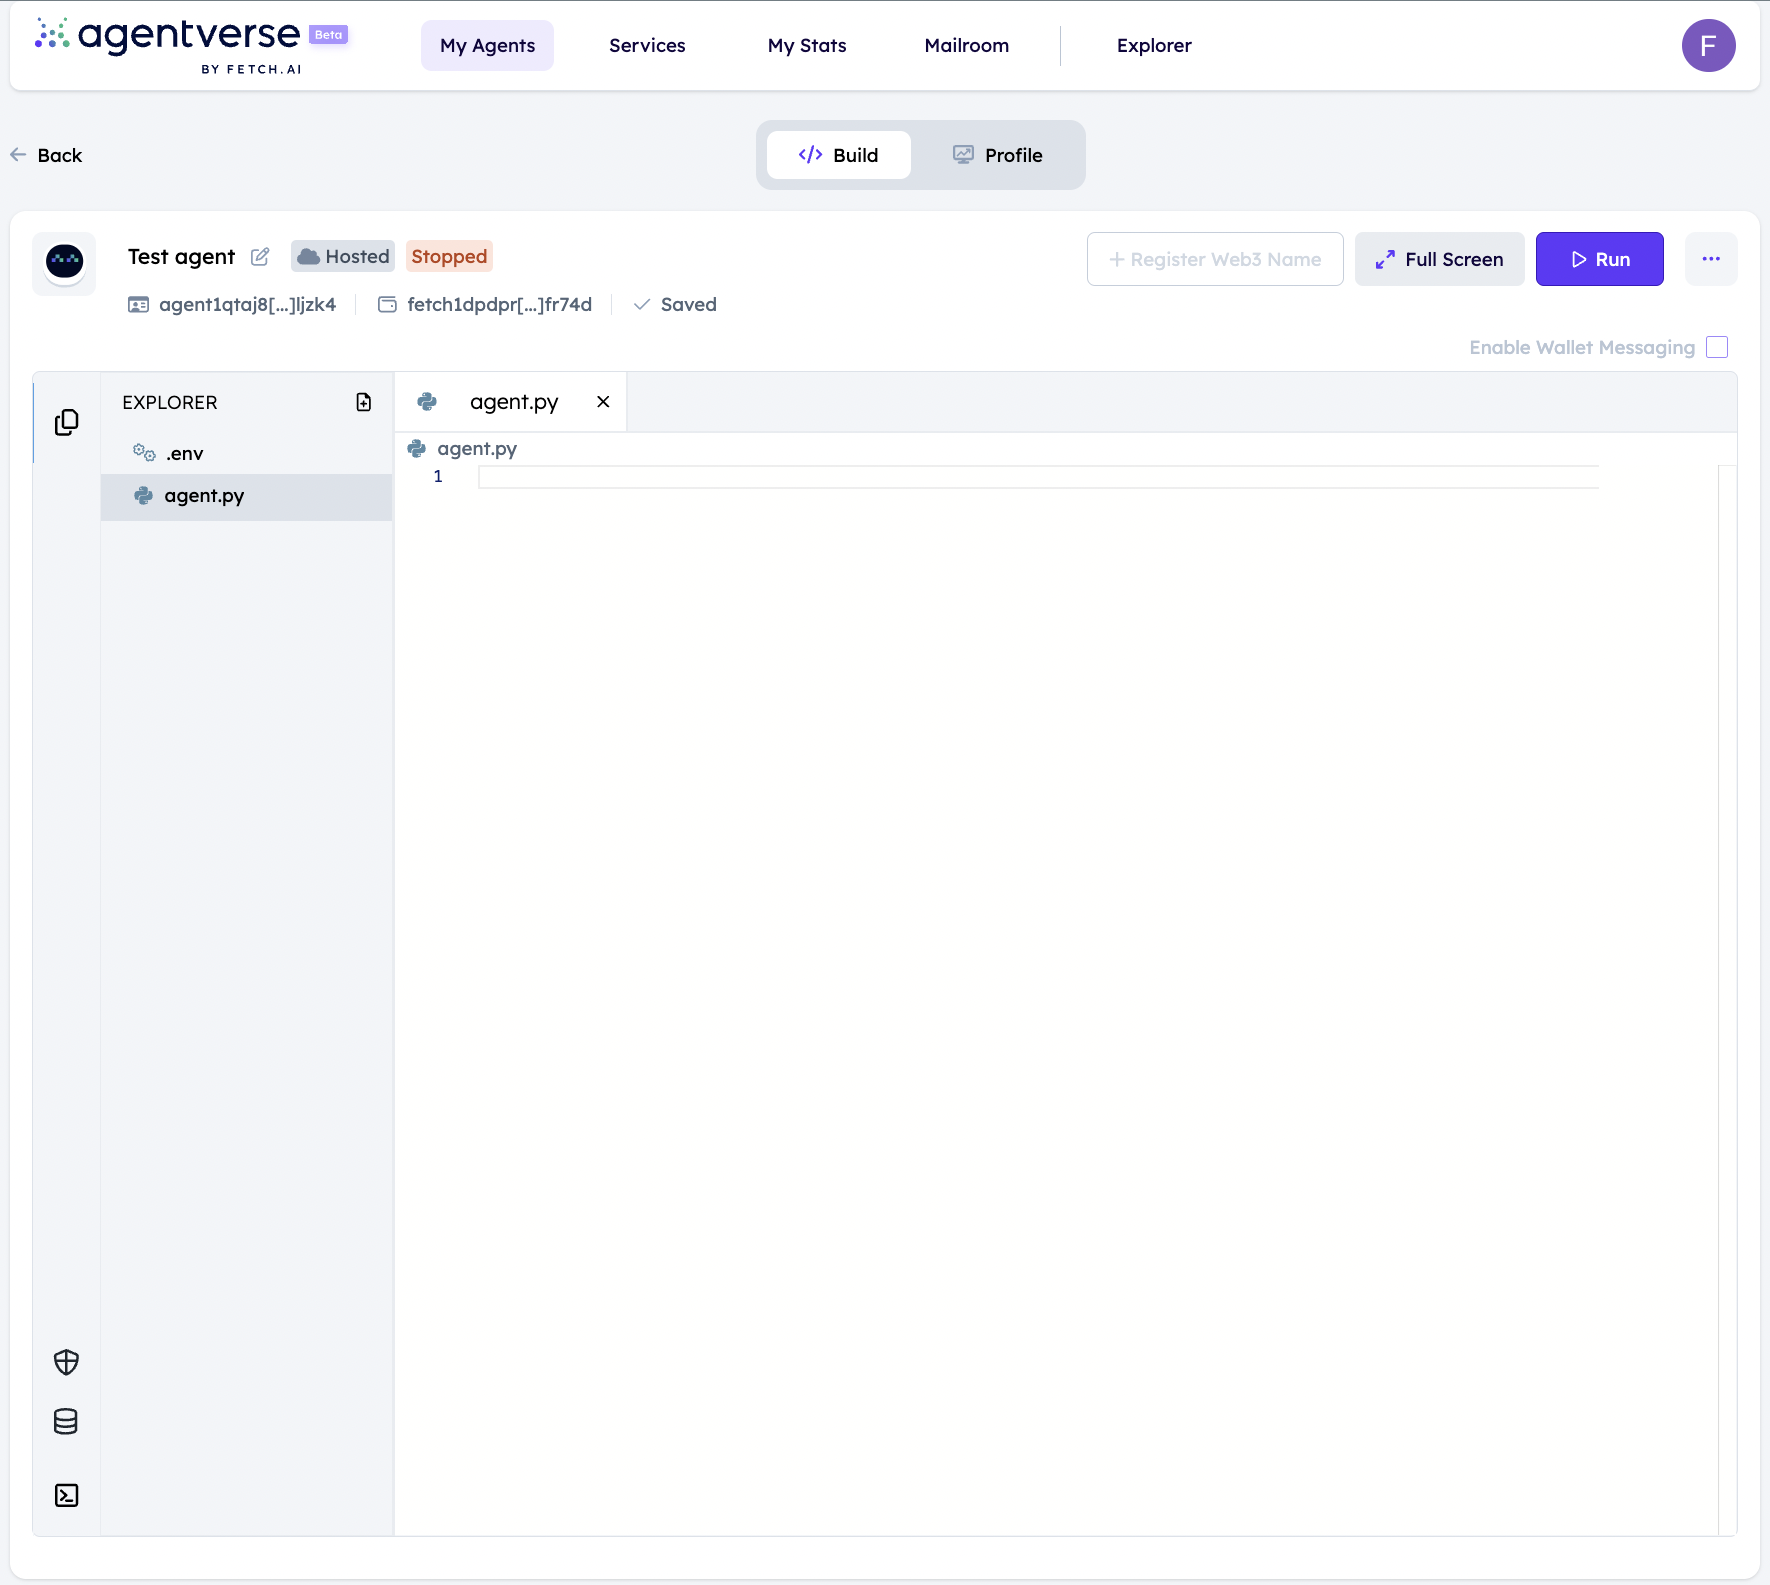 agentverse Beta
BY FETCH.AI
My Agents Services My Stats Mailroom Explorer F
Back
</> Build Profile
Test agent Hosted Stopped
+ Register Web3 Name Full Screen Run ...
agent1qtaj8[...]ljzk4 fetch1dpdpr[...]fr74d Saved
Enable Wallet Messaging
EXPLORER
.env
agent.py
agent.py
agent.py
1